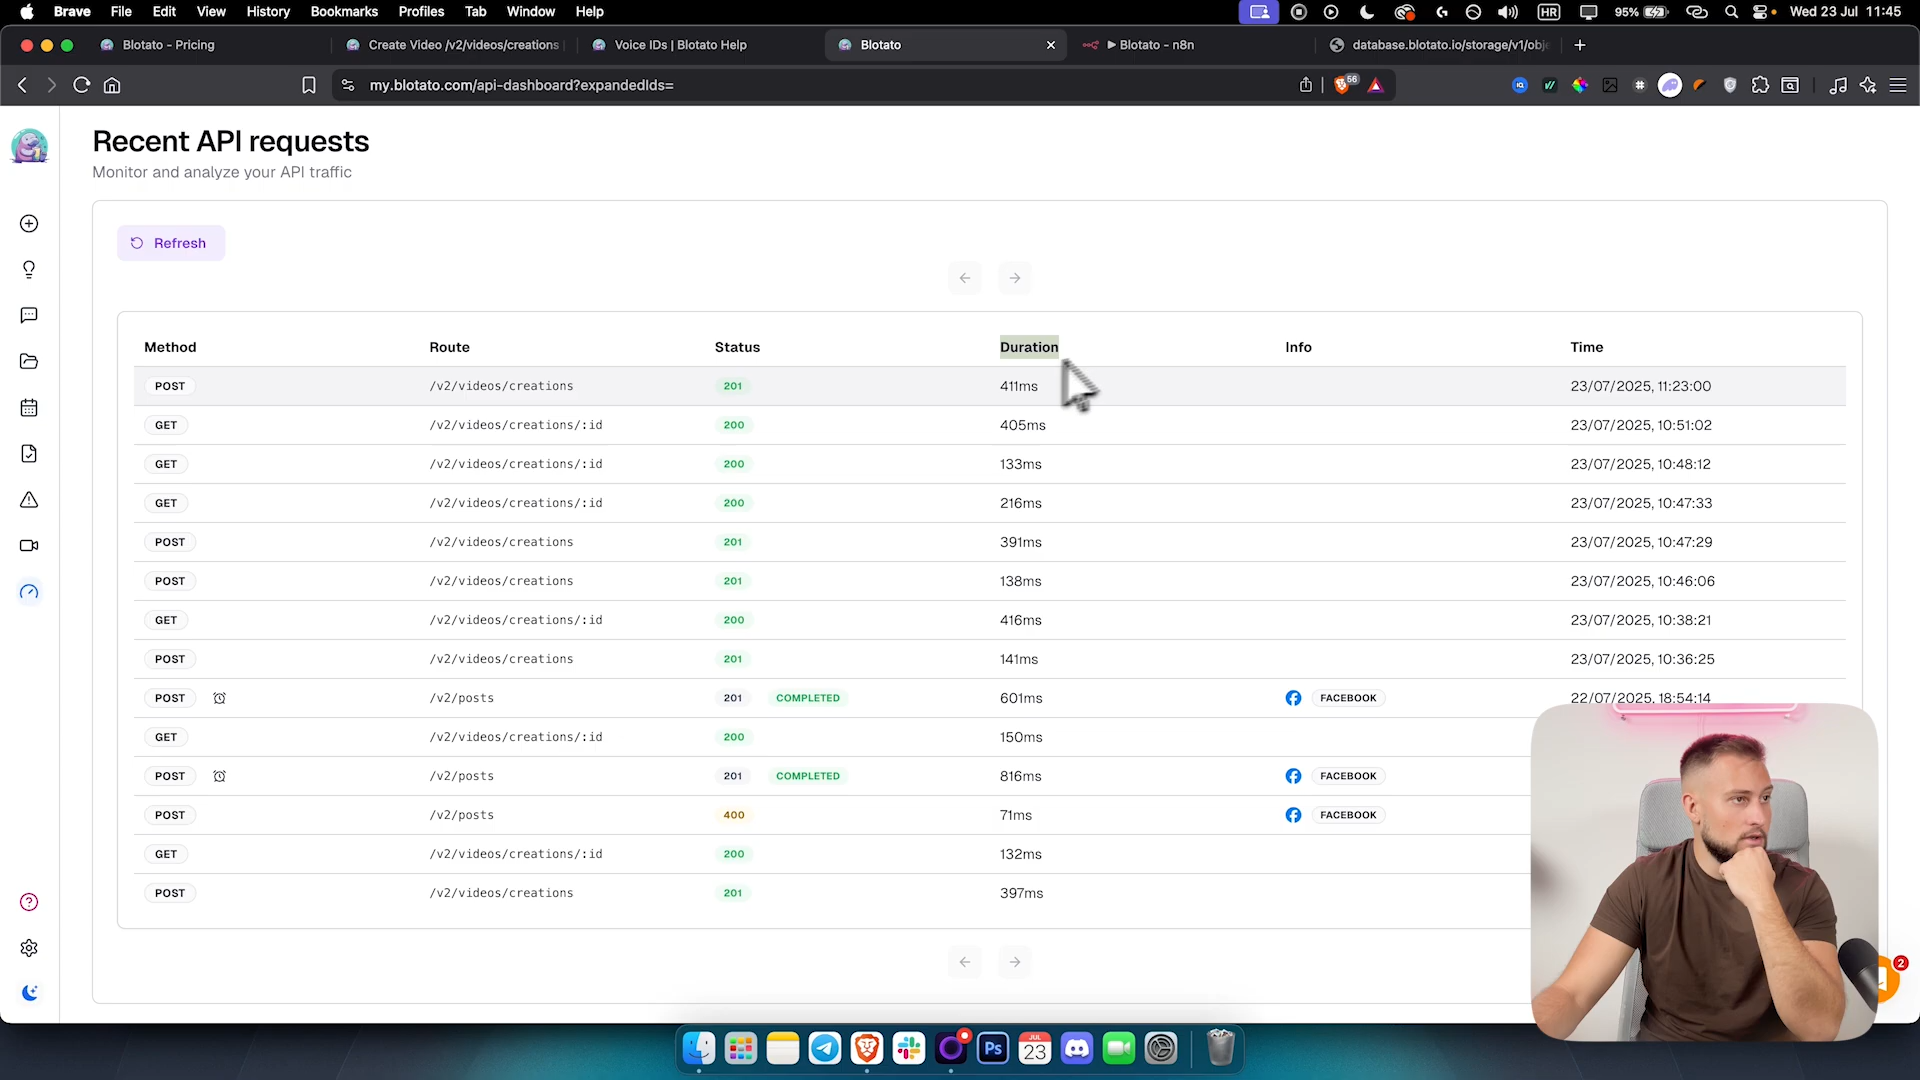 Brave File Edit View History Bookmarks Profiles Tab Window Help HR 95% Wed 23 Jul 11:45
Blotato - Pricing Create Video /v2/videos/creations Voice IDs | Blotato Help Blotato Blotato - n8n database.blotato.io/storage/v1/obj
my.blotato.com/api-dashboard?expandedIds= 56
Recent API requests
Monitor and analyze your API traffic
Refresh
Method Route Status Duration Info Time
POST /v2/videos/creations 201 411ms 23/07/2025, 11:23:00
GET /v2/videos/creations/:id 200 405ms 23/07/2025, 10:51:02
GET /v2/videos/creations/:id 200 133ms 23/07/2025, 10:48:12
GET /v2/videos/creations/:id 200 216ms 23/07/2025, 10:47:33
POST /v2/videos/creations 201 391ms 23/07/2025, 10:47:29
POST /v2/videos/creations 201 138ms 23/07/2025, 10:46:06
GET /v2/videos/creations/:id 200 416ms 23/07/2025, 10:38:21
POST /v2/videos/creations 201 141ms 23/07/2025, 10:36:25
POST /v2/posts 201 COMPLETED 601ms FACEBOOK 22/07/2025, 18:54:14
GET /v2/videos/creations/:id 200 150ms
POST /v2/posts 201 COMPLETED 816ms FACEBOOK
POST /v2/posts 400 71ms FACEBOOK
GET /v2/videos/creations/:id 200 132ms
POST /v2/videos/creations 201 397ms
2
Ps JUL 23